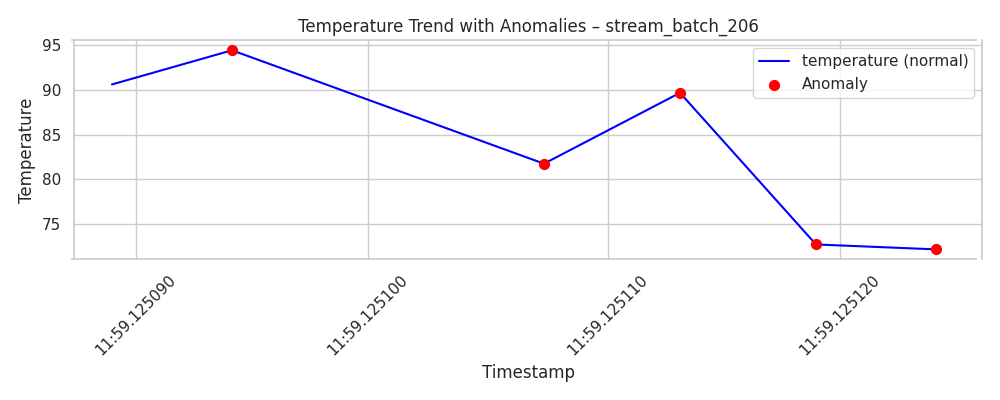 Temperature Trend with Anomalies – stream_batch_206
temperature (normal)
Anomaly
Temperature
95
90
85
80
75
11:59.125090
11:59.125100
11:59.125110
11:59.125120
Timestamp